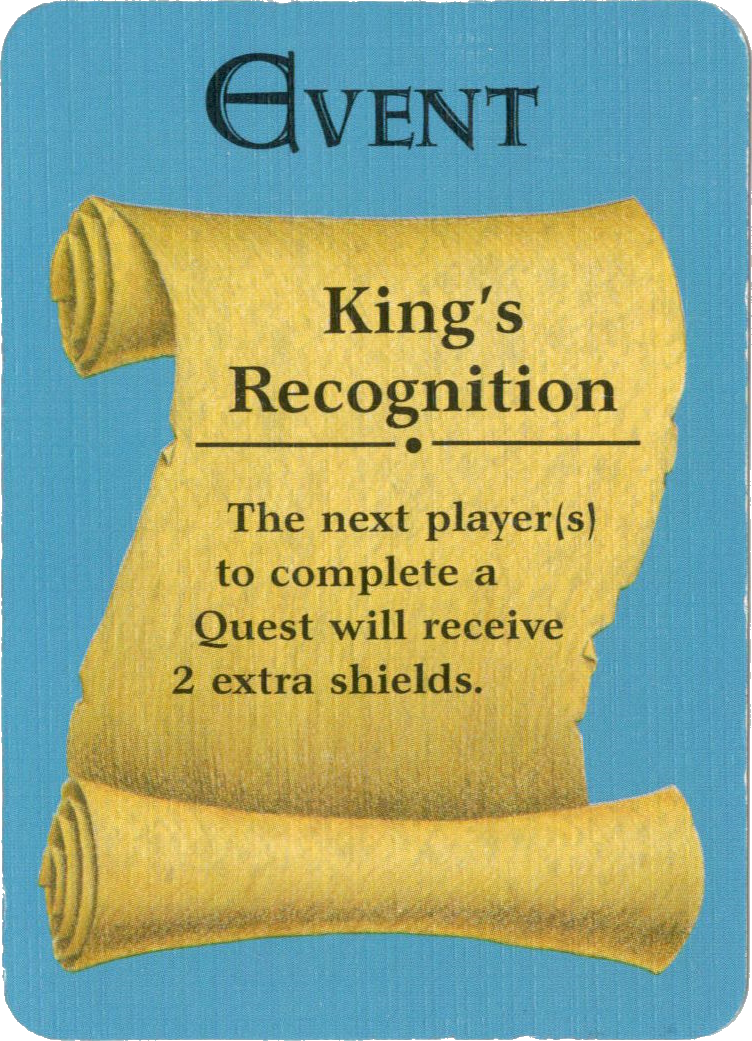 EVENT
King's
Recognition
The next player(s)
to complete a
Quest will receive
2 extra shields.